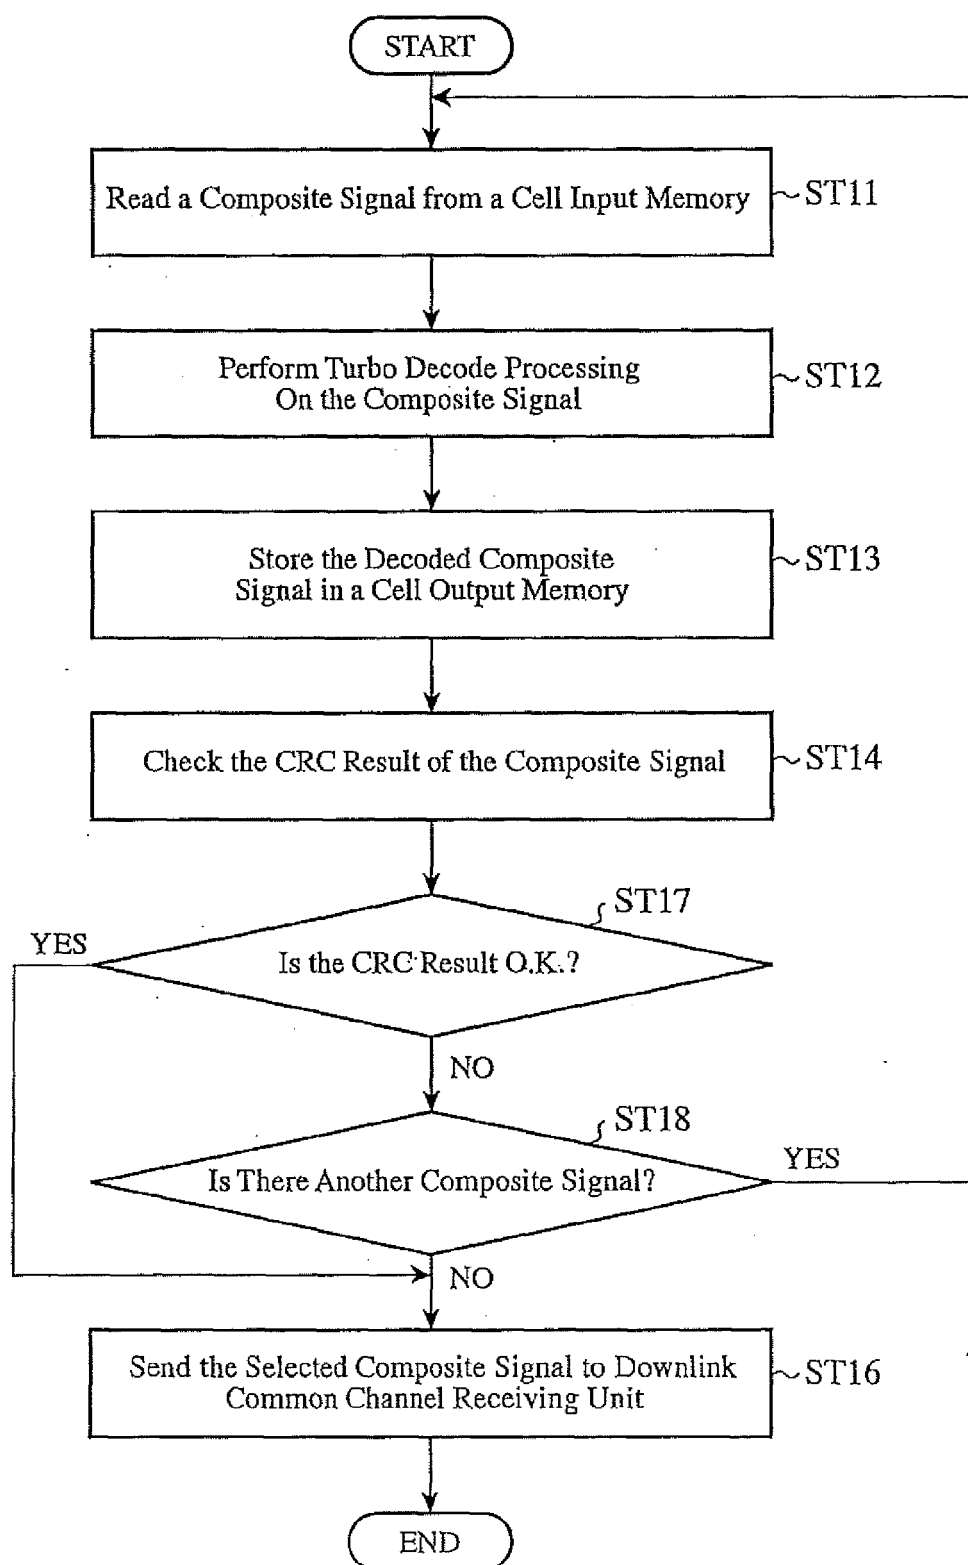 START
Read a Composite Signal from a Cell Input Memory
ST11
Perform Turbo Decode Processing
On the Composite Signal
ST12
Store the Decoded Composite
Signal in a Cell Output Memory
ST13
Check the CRC Result of the Composite Signal
ST14
ST17
YES
Is the CRC Result O.K.?
NO
ST18
Is There Another Composite Signal?
YES
NO
Send the Selected Composite Signal to Downlink
Common Channel Receiving Unit
ST16
END